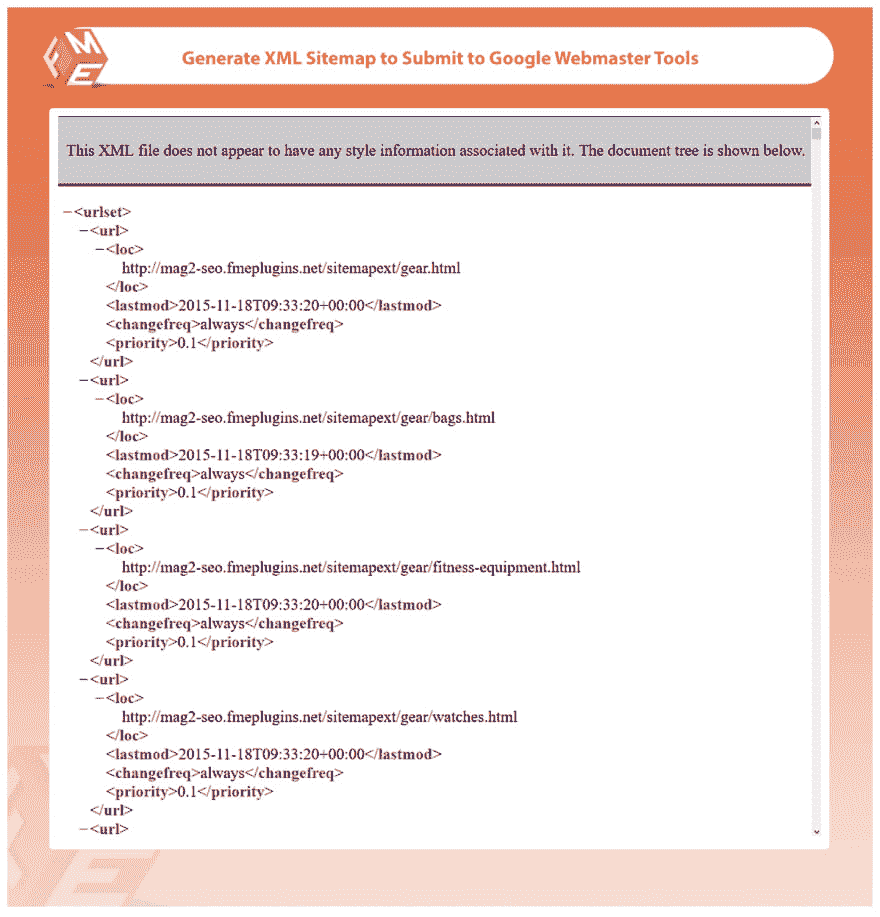 FME
Generate XML Sitemap to Submit to Google Webmaster Tools
This XML file does not appear to have any style information associated with it. The document tree is shown below.
−<urlset>
−<url>
−<loc>
http://mag2-seo.fmeplugins.net/sitemapext/gear.html
</loc>
<lastmod>2015-11-18T09:33:20+00:00</lastmod>
<changefreq>always</changefreq>
<priority>0.1</priority>
</url>
−<url>
−<loc>
http://mag2-seo.fmeplugins.net/sitemapext/gear/bags.html
</loc>
<lastmod>2015-11-18T09:33:19+00:00</lastmod>
<changefreq>always</changefreq>
<priority>0.1</priority>
</url>
−<url>
−<loc>
http://mag2-seo.fmeplugins.net/sitemapext/gear/fitness-equipment.html
</loc>
<lastmod>2015-11-18T09:33:20+00:00</lastmod>
<changefreq>always</changefreq>
<priority>0.1</priority>
</url>
−<url>
−<loc>
http://mag2-seo.fmeplugins.net/sitemapext/gear/watches.html
</loc>
<lastmod>2015-11-18T09:33:20+00:00</lastmod>
<changefreq>always</changefreq>
<priority>0.1</priority>
</url>
−<url>